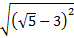 √((√5 − 3)²)